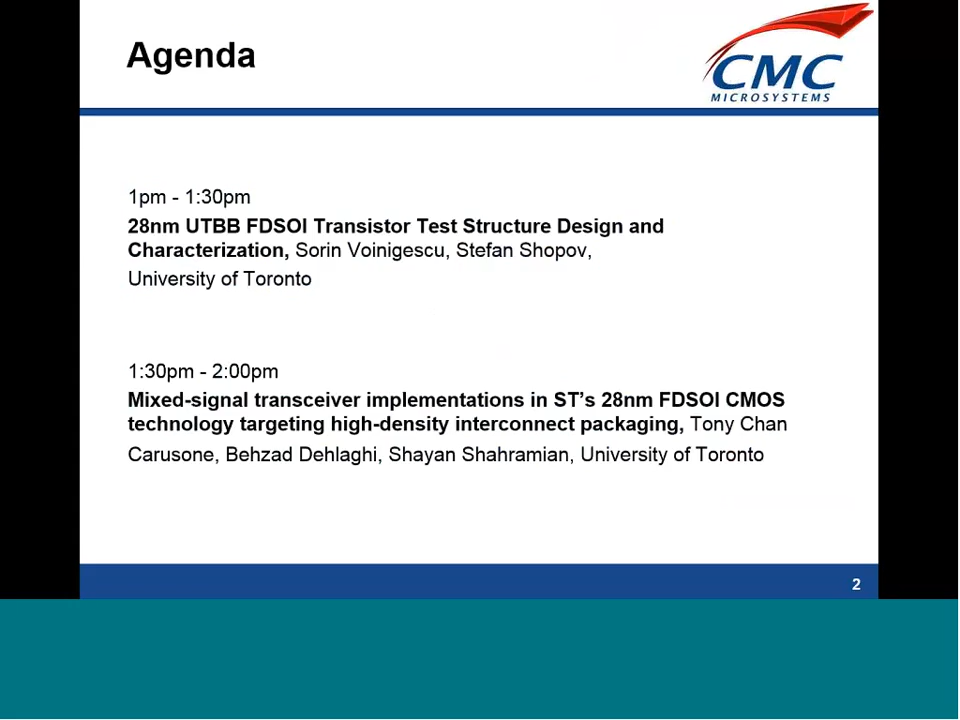 Agenda
CMC
MICROSYSTEMS
1pm - 1:30pm
28nm UTBB FDSOI Transistor Test Structure Design and
Characterization, Sorin Voinigescu, Stefan Shopov,
University of Toronto
1:30pm - 2:00pm
Mixed-signal transceiver implementations in ST’s 28nm FDSOI CMOS
technology targeting high-density interconnect packaging, Tony Chan
Carusone, Behzad Dehlaghi, Shayan Shahramian, University of Toronto
2